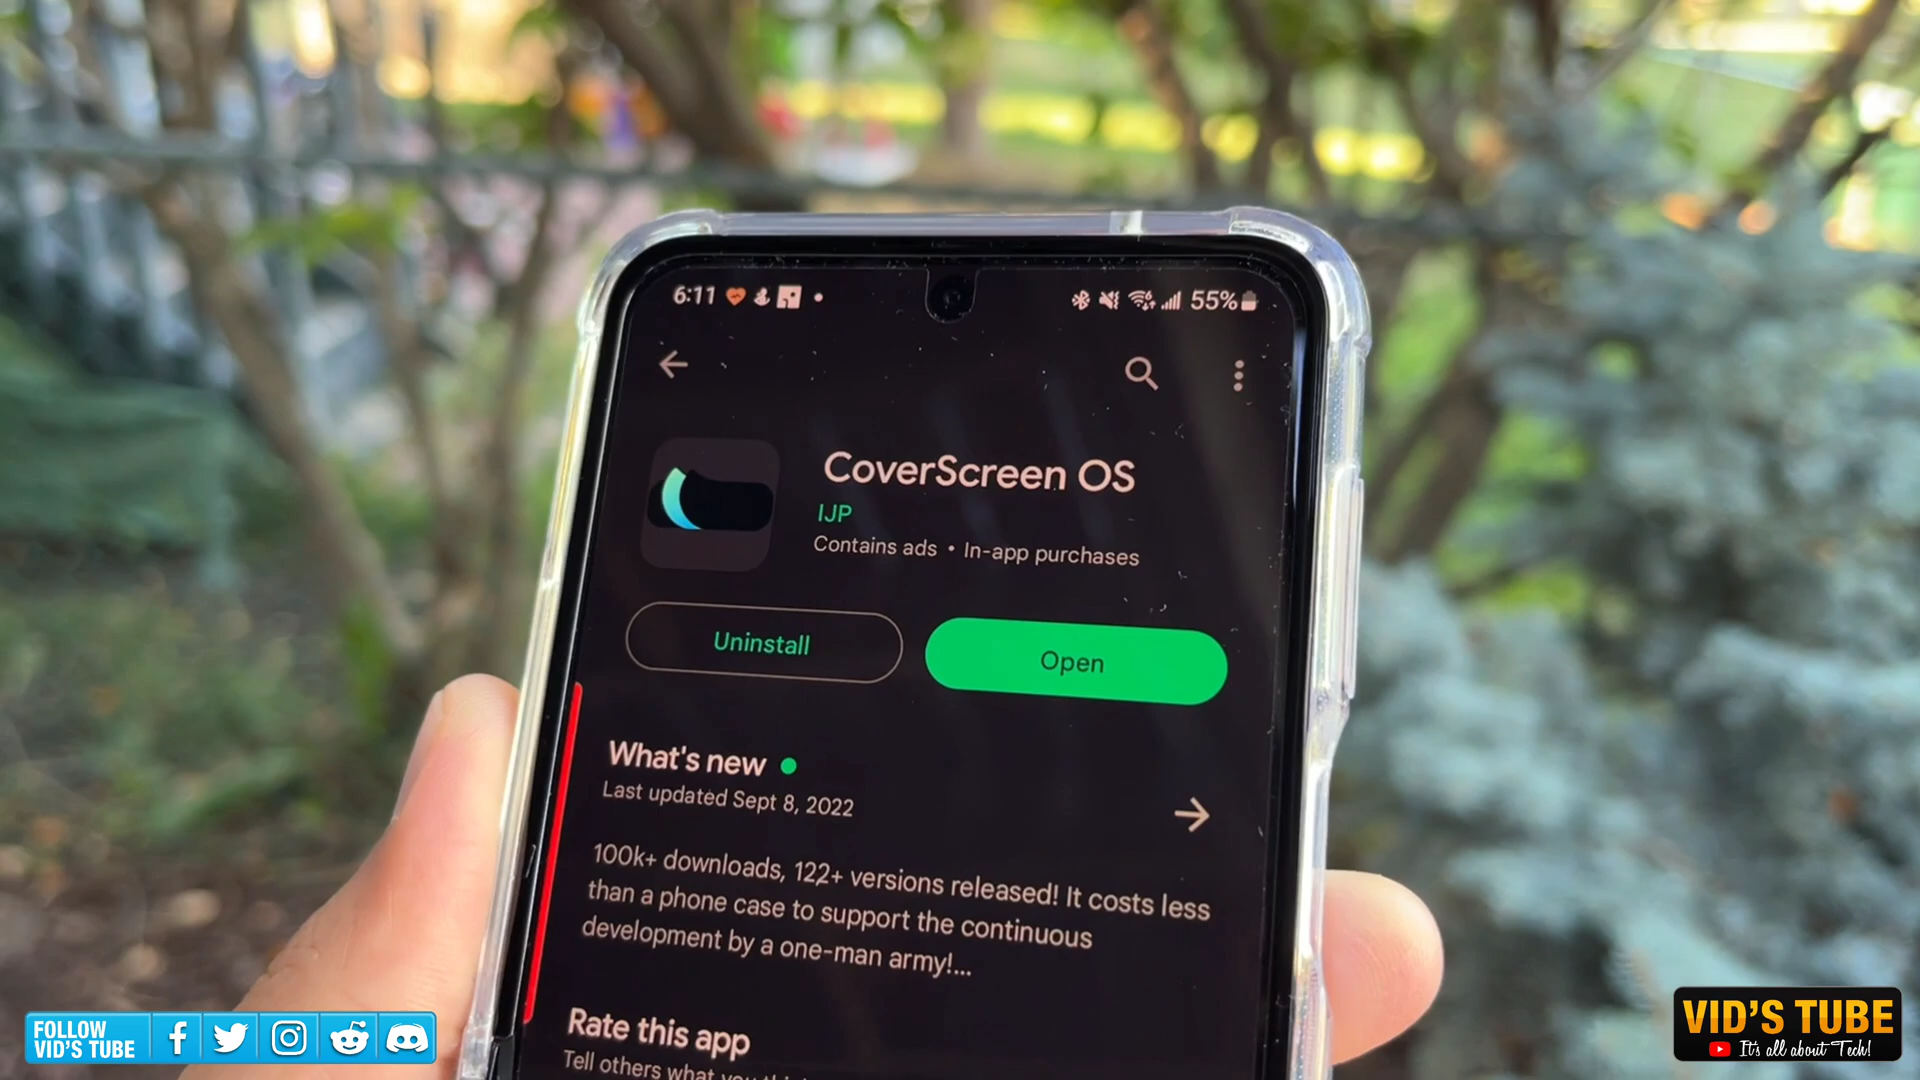 6:11
55%
CoverScreen OS
IJP
Contains ads • In-app purchases
Uninstall
Open
What's new
Last updated Sept 8, 2022
100k+ downloads, 122+ versions released! It costs less
than a phone case to support the continuous
development by a one-man army!...
Rate this app
Tell others what you
FOLLOW
VID'S TUBE
VID'S TUBE
It's all about Tech!